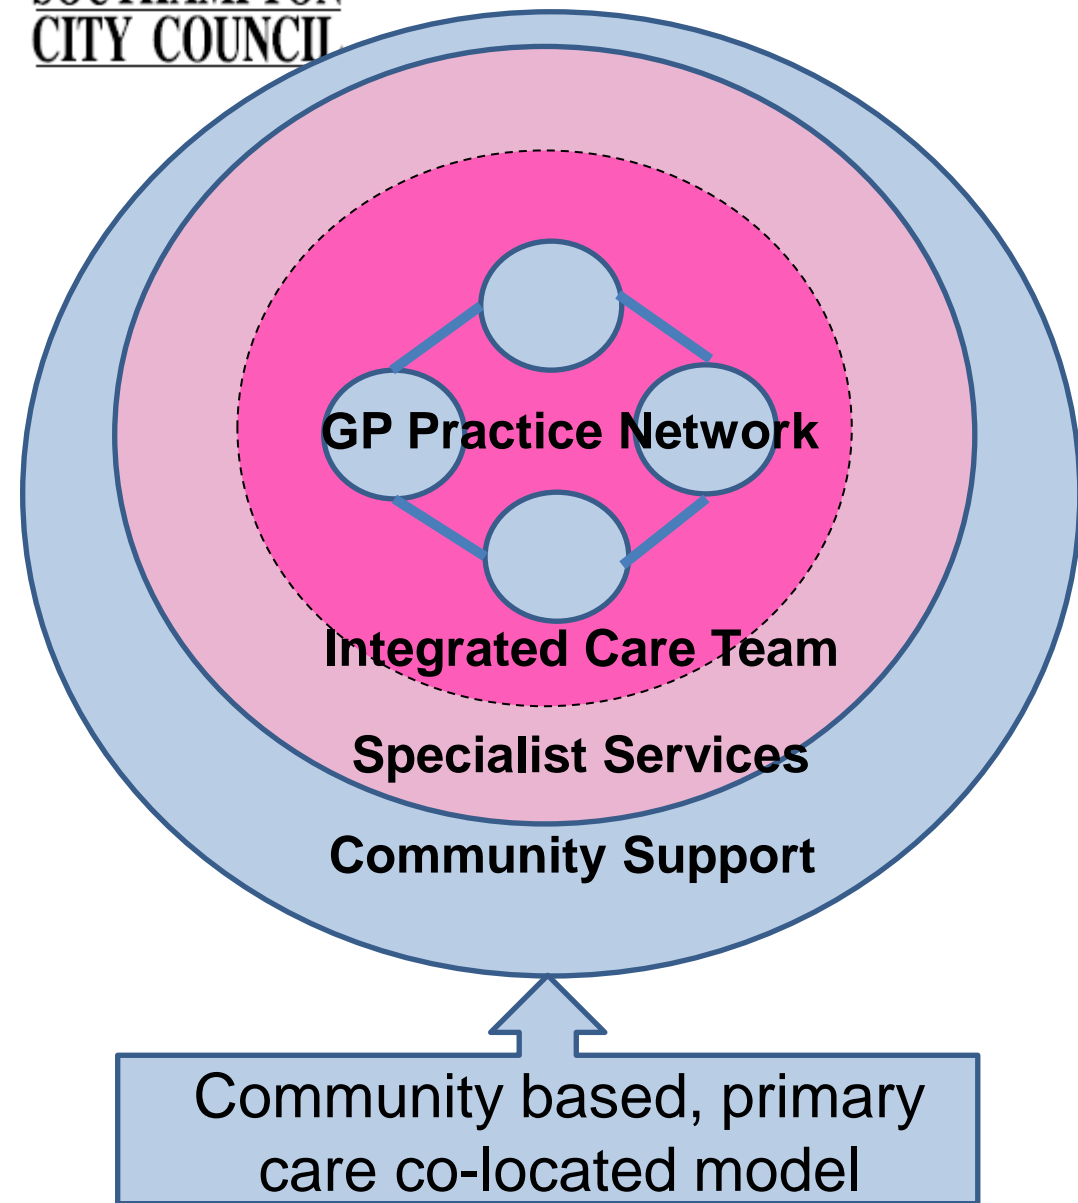 SOUTHAMPTON
CITY COUNCIL
GP Practice Network
Integrated Care Team
Specialist Services
Community Support
Community based, primary
care co-located model